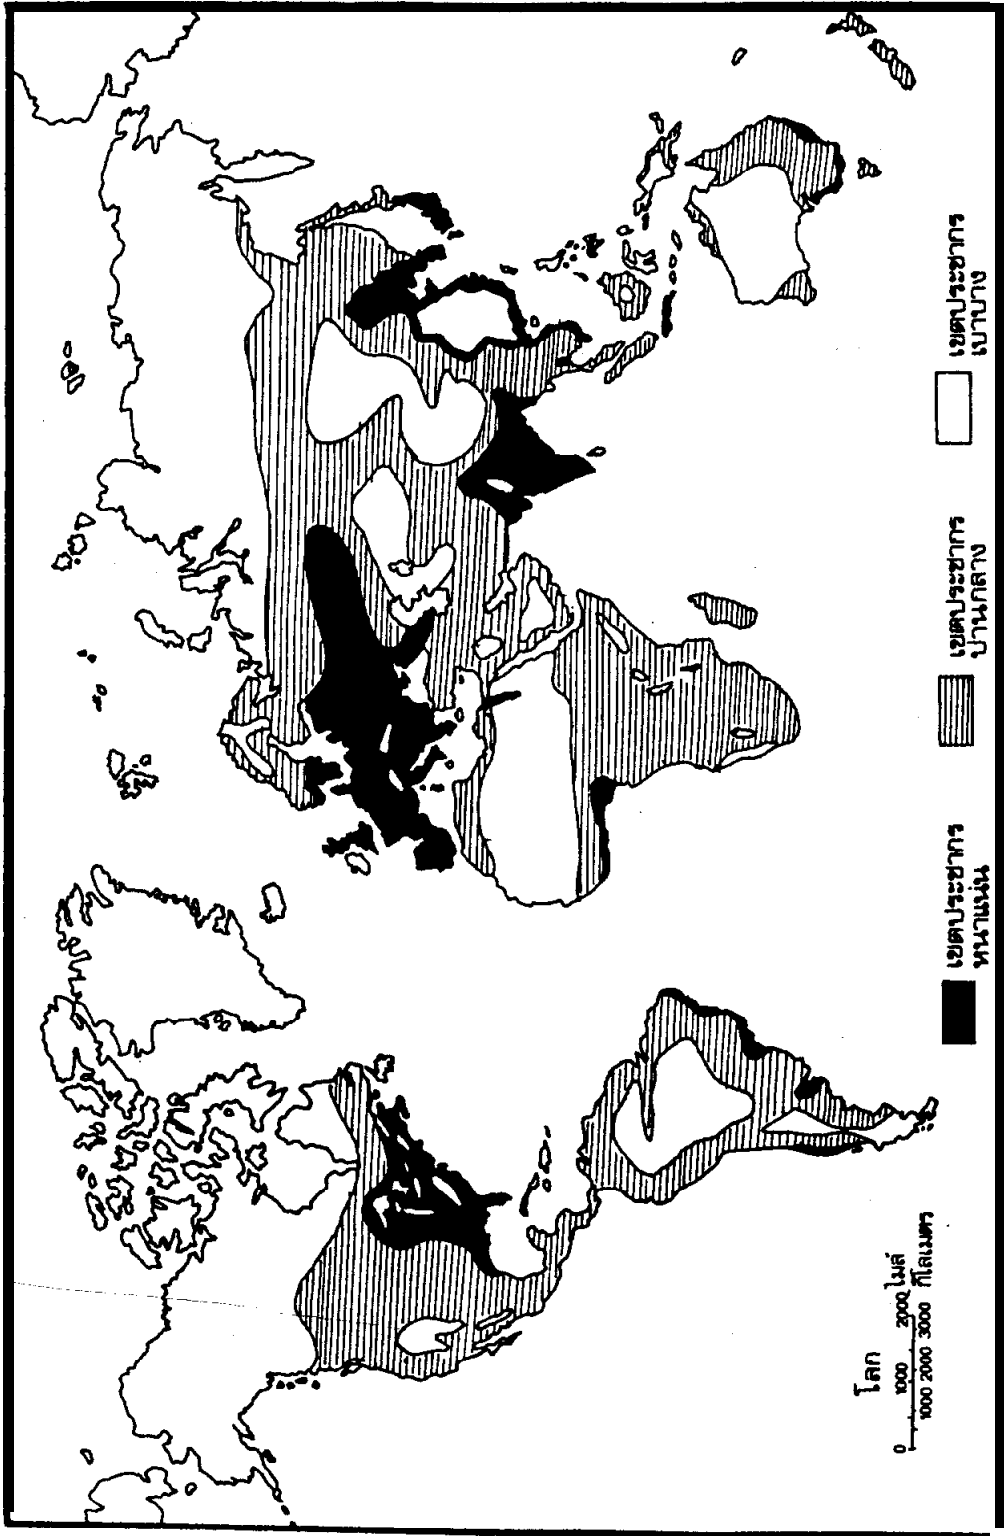 โลก
0 1000 2000 ไมล์
1000 2000 3000 กิโลเมตร
เขตประชากร
หนาแน่น
เขตประชากร
ปานกลาง
เขตประชากร
เบาบาง